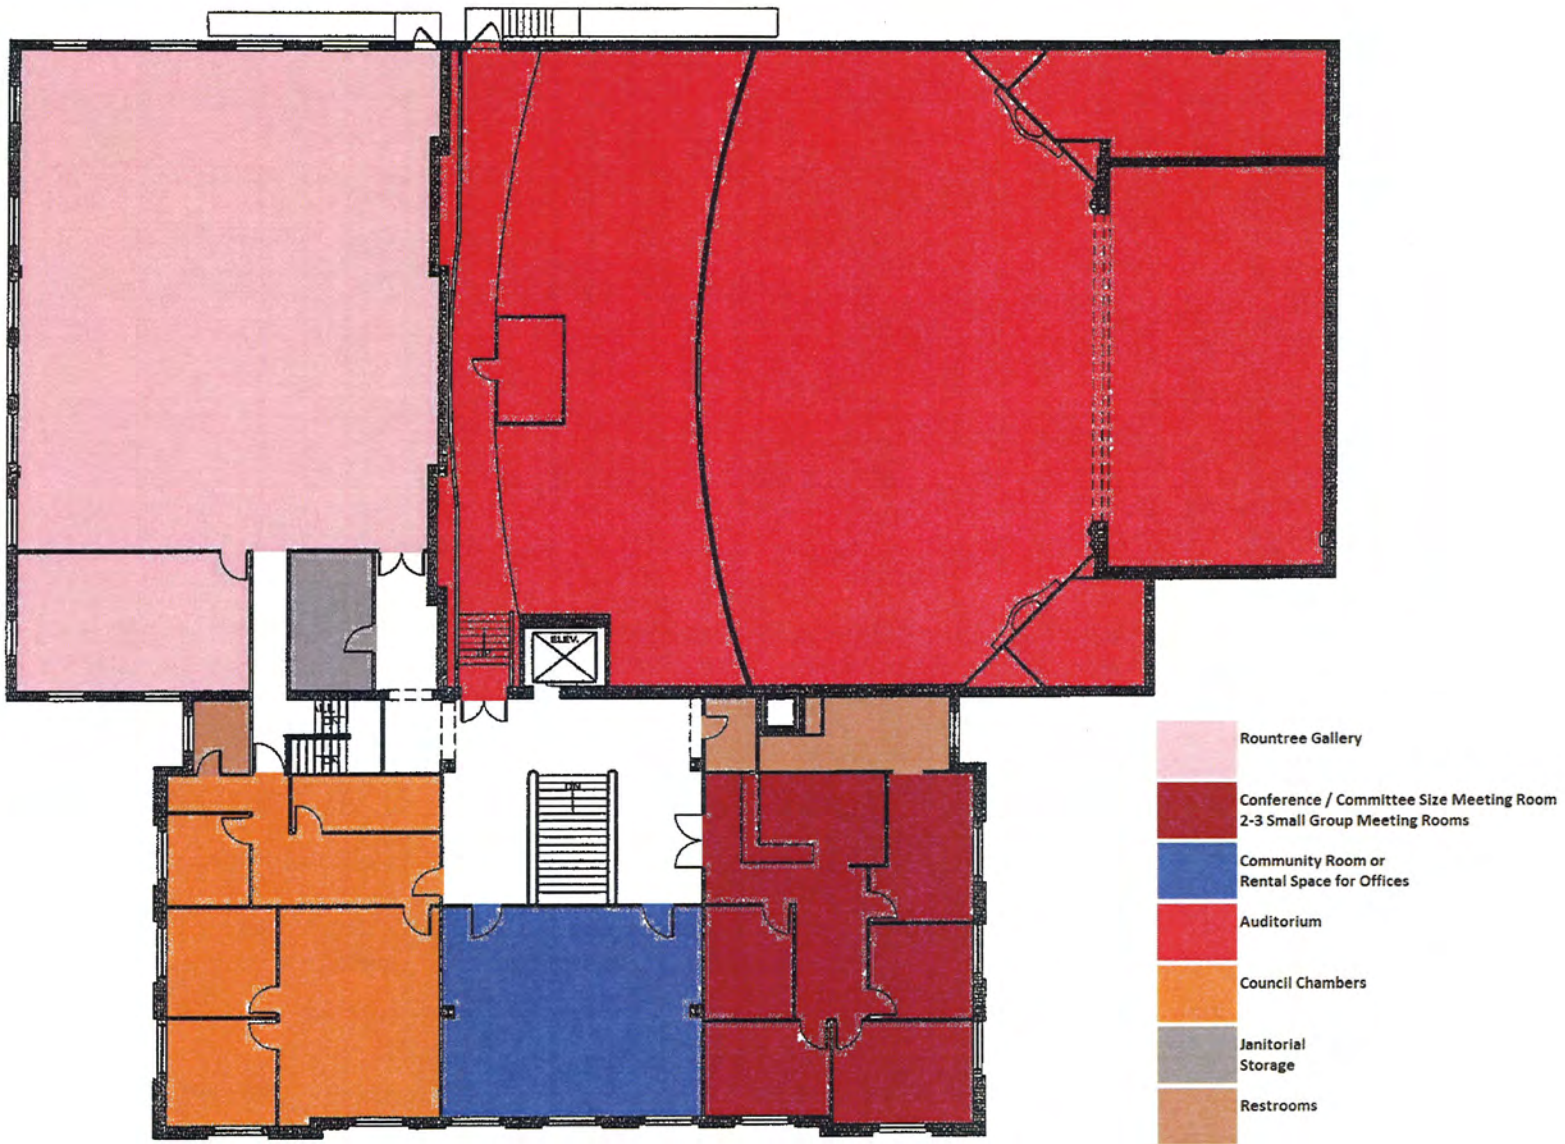 ELEV.
DN.
Rountree Gallery
Conference / Committee Size Meeting Room
2-3 Small Group Meeting Rooms
Community Room or
Rental Space for Offices
Auditorium
Council Chambers
Janitorial
Storage
Restrooms